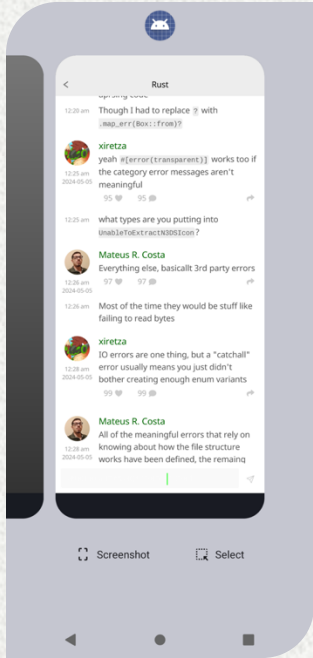 Rust
12:20 am Though I had to replace ? with
.map_err(Box::from)?
xiretza
yeah #[error(transparent)] works too if
12:25 am the category error messages aren't
2024-05-05 meaningful
95 95
12:25 am what types are you putting into
UnableToExtractN3DSIcon?
Mateus R. Costa
Everything else, basicallt 3rd party errors
12:26 am 97 97
2024-05-05
12:26 am Most of the time they would be stuff like
failing to read bytes
xiretza
IO errors are one thing, but a "catchall"
12:28 am error usually means you just didn't
2024-05-05 bother creating enough enum variants
99 99
Mateus R. Costa
All of the meaningful errors that rely on
12:28 am knowing about how the file structure
2024-05-05 works have been defined, the remaing
Screenshot Select